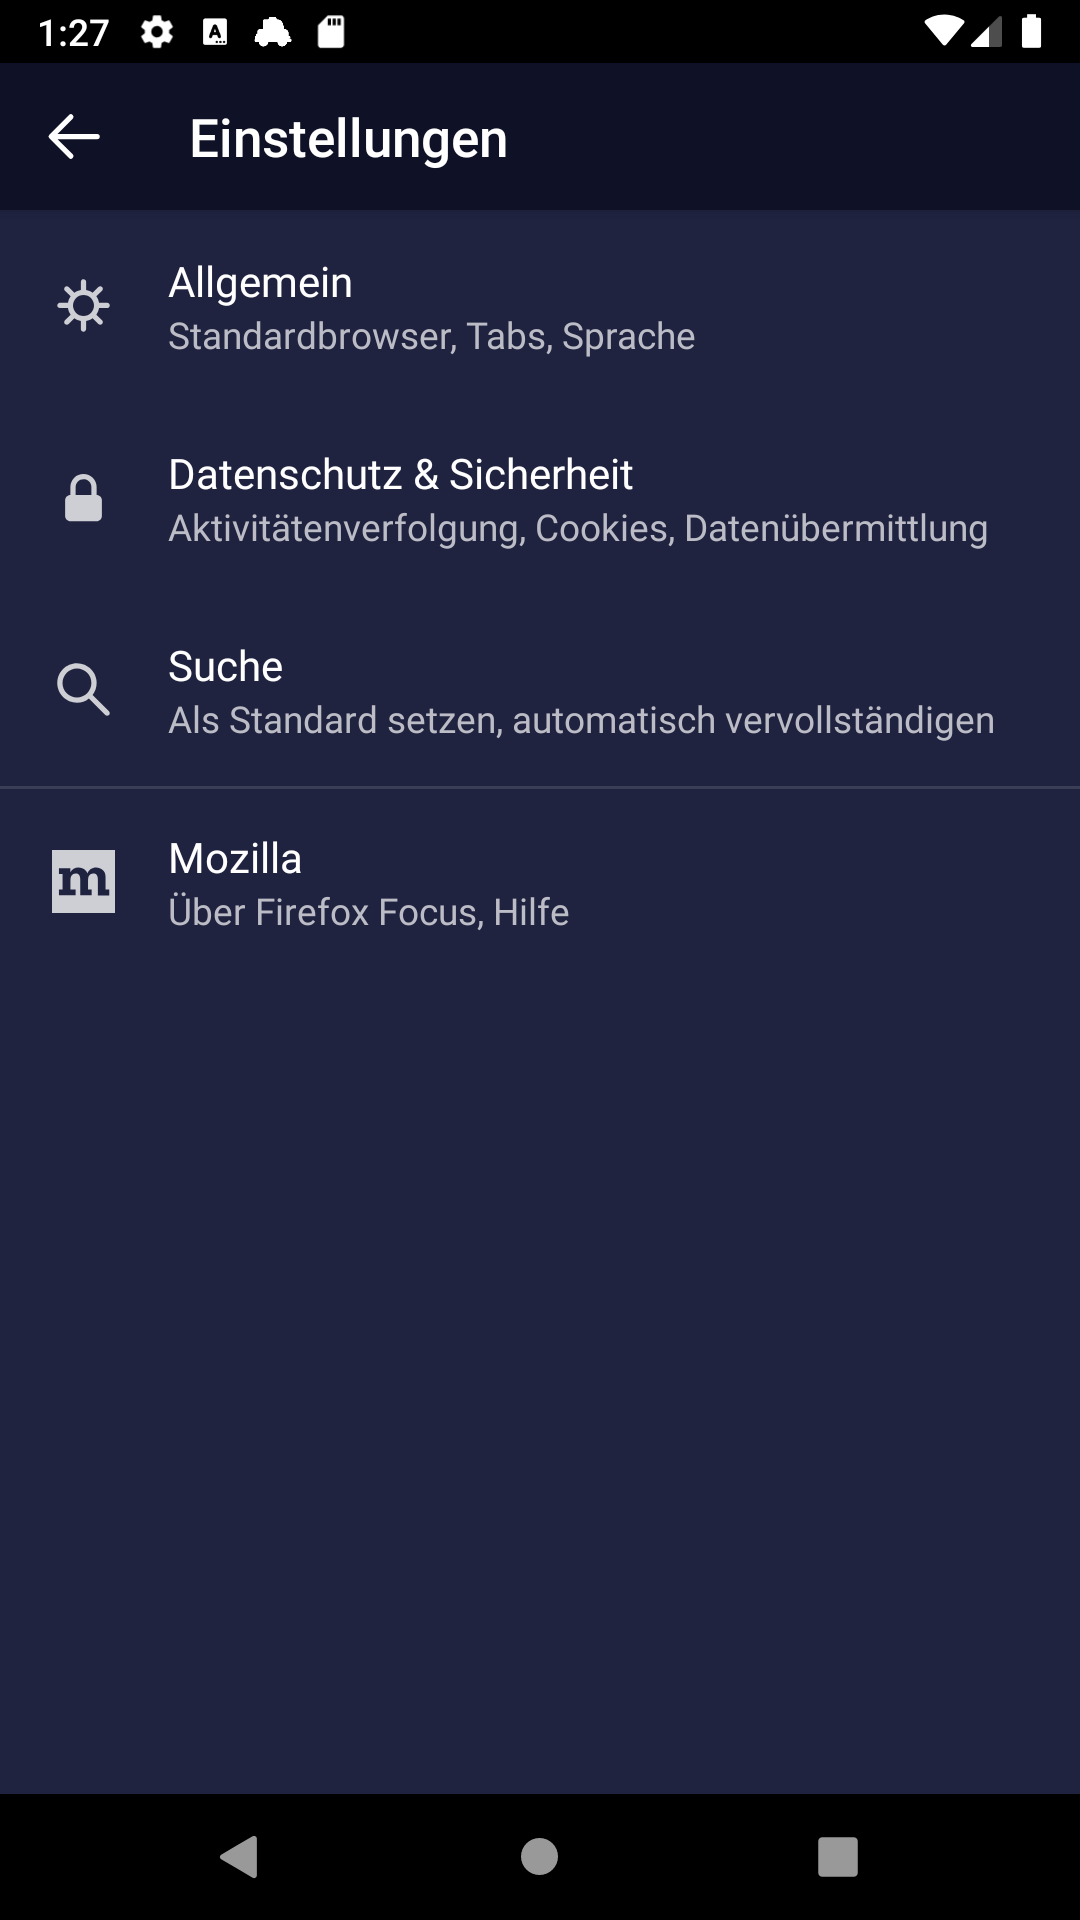 1:27
Einstellungen
Allgemein
Standardbrowser, Tabs, Sprache
Datenschutz & Sicherheit
Aktivitätenverfolgung, Cookies, Datenübermittlung
Suche
Als Standard setzen, automatisch vervollständigen
m
Mozilla
Über Firefox Focus, Hilfe